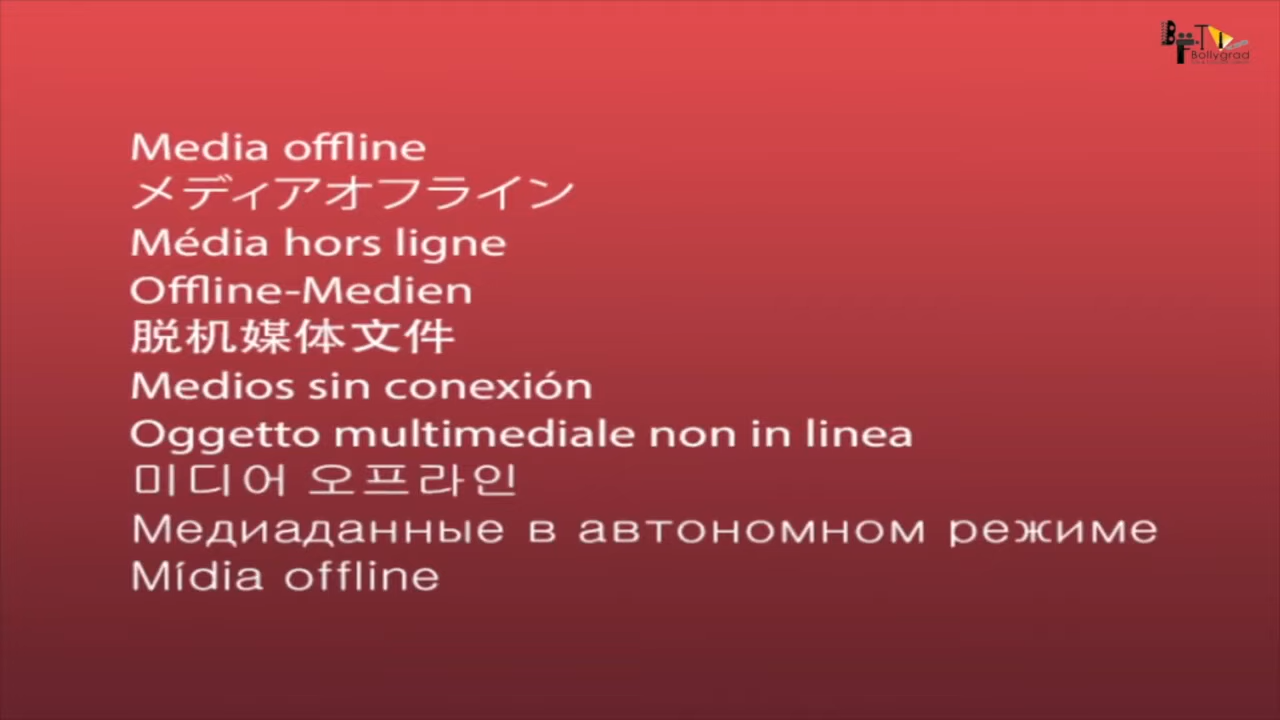 Bollygrad
Media offline
メディアオフライン
Média hors ligne
Offline-Medien
脱机媒体文件
Medios sin conexión
Oggetto multimediale non in linea
미디어 오프라인
Медиаданные в автономном режиме
Mídia offline